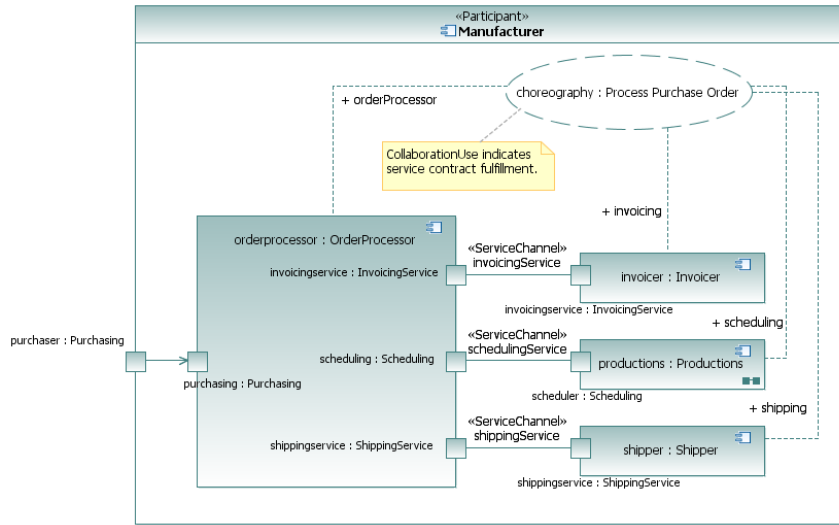 «Participant»
Manufacturer
choreography : Process Purchase Order
+ orderProcessor
CollaborationUse indicates
service contract fulfillment.
+ invoicing
orderprocessor : OrderProcessor
«ServiceChannel»
invoicingService
invoicingservice : InvoicingService
invoicer : Invoicer
invoicingservice : InvoicingService
+ scheduling
purchaser : Purchasing
«ServiceChannel»
schedulingService
scheduling : Scheduling
productions : Productions
purchasing : Purchasing
scheduler : Scheduling
+ shipping
«ServiceChannel»
shippingService
shippingservice : ShippingService
shipper : Shipper
shippingservice : ShippingService